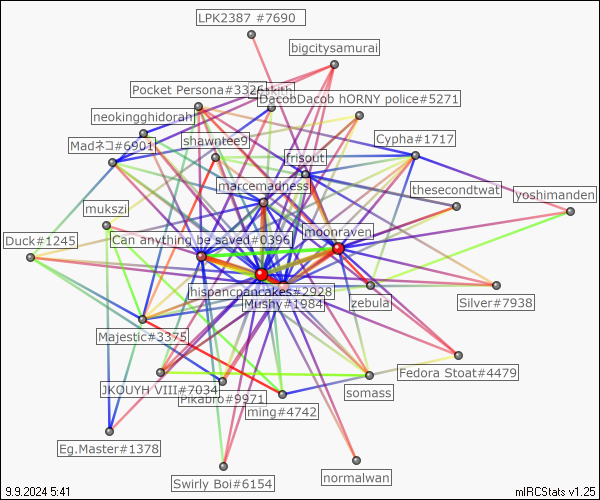 LPK2387 #7690
bigcitysamurai
Pocket Persona#3326
DacobDacob hORNY police#5271
neokingghidorah
shawntee9
Cypha#1717
Madネコ#6901
jfrisout
marcemadness
thesecondtwat
yoshimanden
mukszi
moonraven
Duck#1245
Can anything be saved#0396
hispancpancakes#2928
Mushy#1984
zebula
Silver#7938
Majestic#3375
Fedora Stoat#4479
JKOUYH VIII#7034
Pikabro#9971
somass
ming#4742
Eg.Master#1378
Swirly Boi#6154
normalwan
9.9.2024 5:41
mIRCStats v1.25